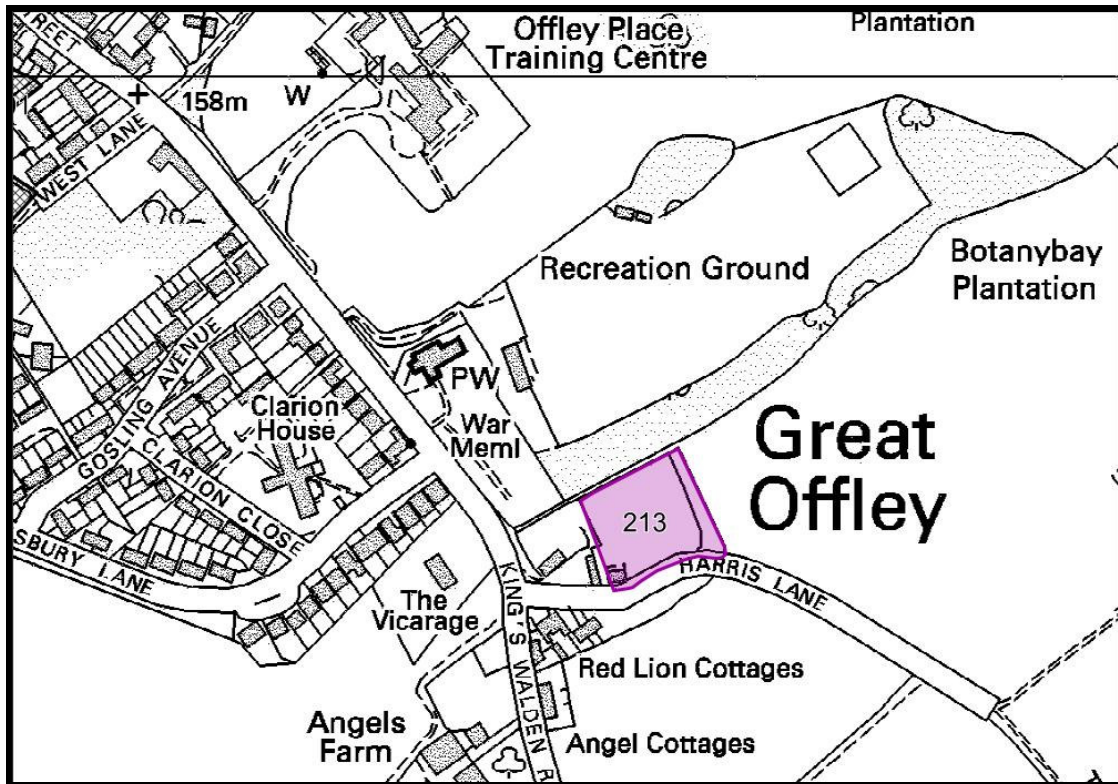 Offley Place
Training Centre
Plantation
STREET
158m
W
WEST LANE
Recreation Ground
Botanybay
Plantation
PW
War
Meml
Clarion
House
GOSLING AVENUE
CLARION CLOSE
SBURY LANE
Great
Offley
213
HARRIS LANE
The
Vicarage
KING'S WALDEN R
Red Lion Cottages
Angels
Farm
Angel Cottages